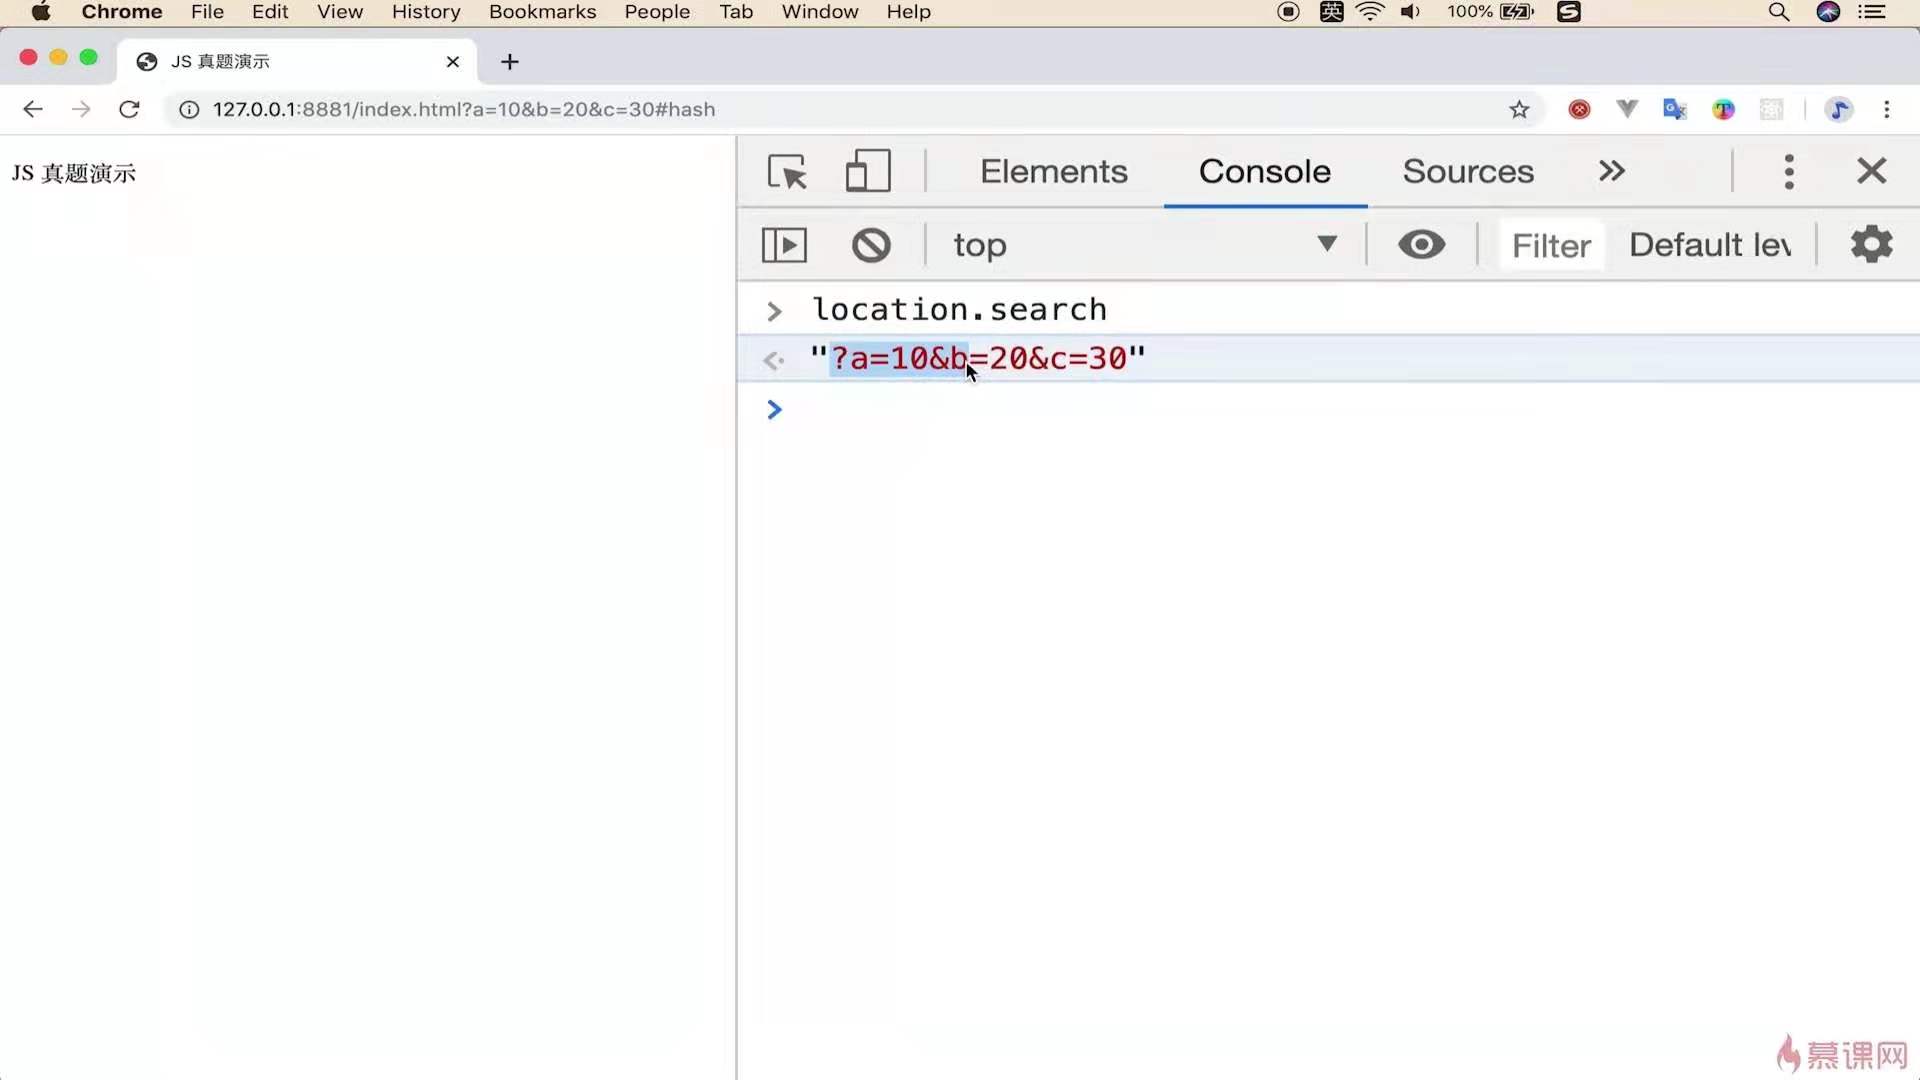 Chrome File Edit View History Bookmarks People Tab Window Help 英 100%
JS 真题演示
127.0.0.1:8881/index.html?a=10&b=20&c=30#hash
JS 真题演示
Elements Console Sources
top Filter Default lev
location.search
"?a=10&b=20&c=30"
慕课网